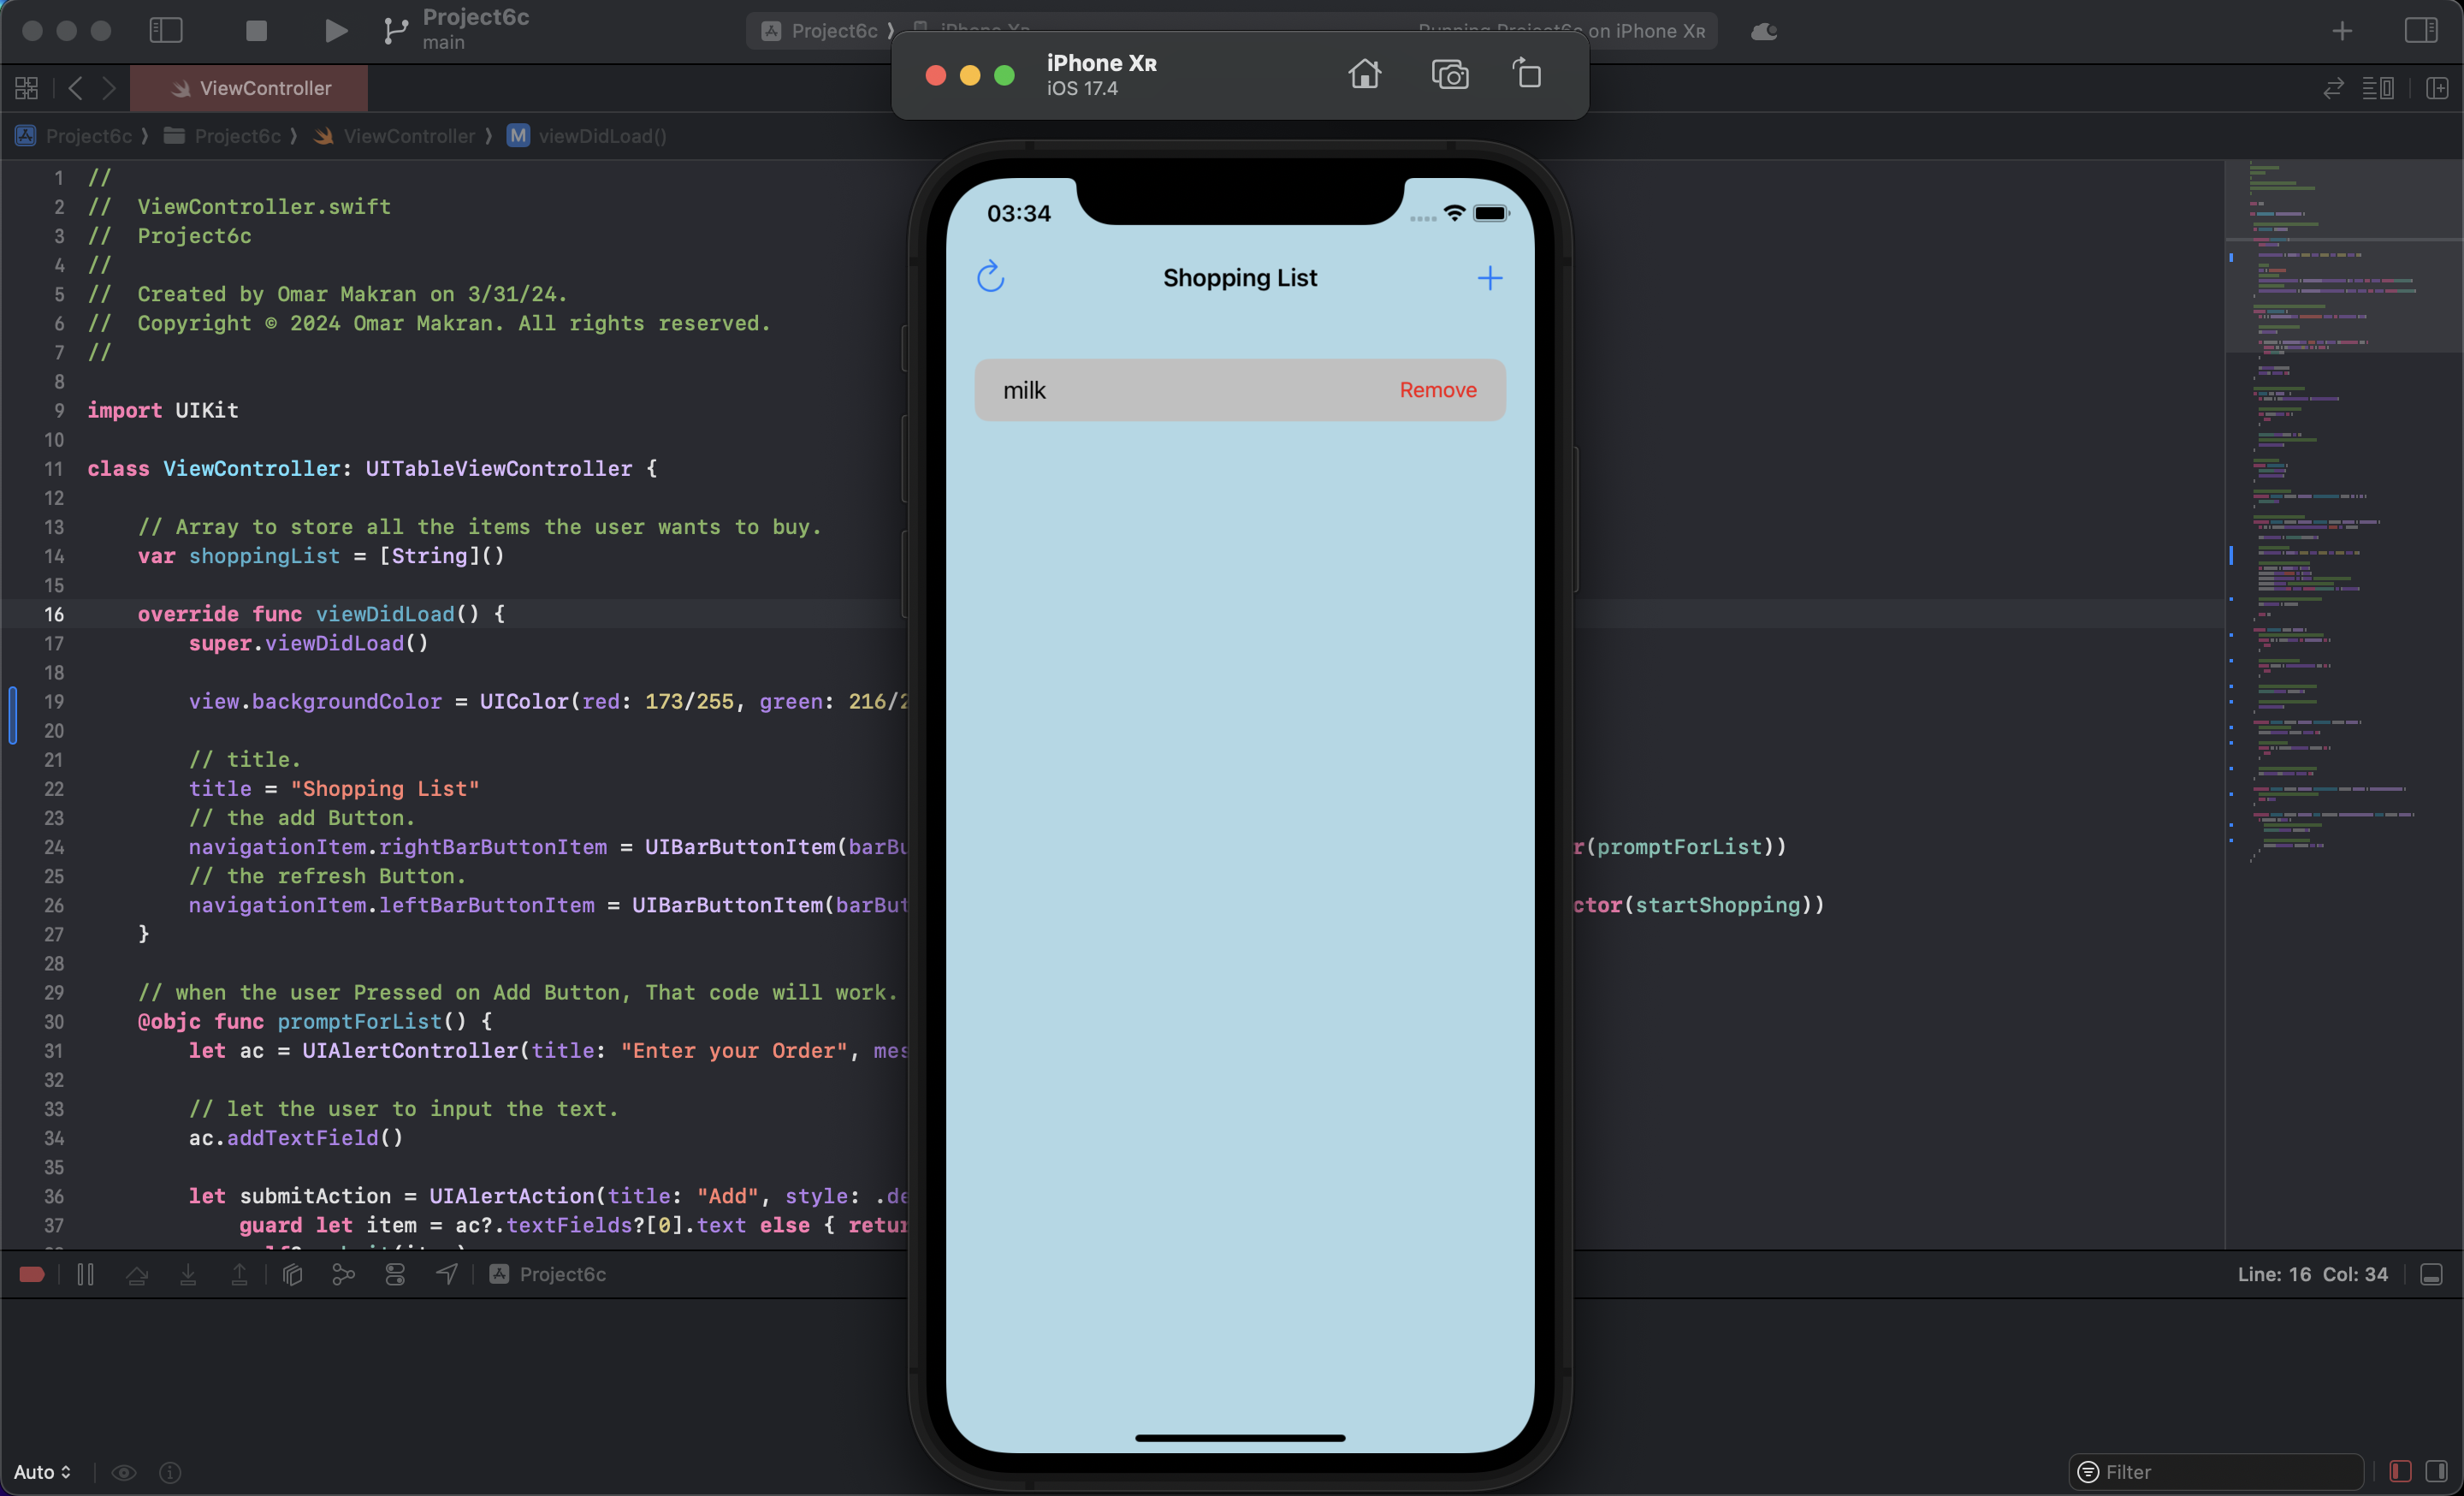 Project6c
main
Project6c
Running Project6c on iPhone XR
iPhone XR
iOS 17.4
ViewController
Project6c ⟩ Project6c ⟩ ViewController ⟩ M viewDidLoad()
1 //
2 //  ViewController.swift
3 //  Project6c
4 //
5 //  Created by Omar Makran on 3/31/24.
6 //  Copyright © 2024 Omar Makran. All rights reserved.
7 //
8
9 import UIKit
10
11 class ViewController: UITableViewController {
12
13     // Array to store all the items the user wants to buy.
14     var shoppingList = [String]()
15
16     override func viewDidLoad() {
17         super.viewDidLoad()
18
19         view.backgroundColor = UIColor(red: 173/255, green: 216/2
20
21         // title.
22         title = "Shopping List"
23         // the add Button.
24         navigationItem.rightBarButtonItem = UIBarButtonItem(barBu r(promptForList))
25         // the refresh Button.
26         navigationItem.leftBarButtonItem = UIBarButtonItem(barBut ctor(startShopping))
27     }
28
29     // when the user Pressed on Add Button, That code will work.
30     @objc func promptForList() {
31         let ac = UIAlertController(title: "Enter your Order", mes
32
33         // let the user to input the text.
34         ac.addTextField()
35
36         let submitAction = UIAlertAction(title: "Add", style: .de
37             guard let item = ac?.textFields?[0].text else { retur
03:34
Shopping List
milk
Remove
Project6c
Line: 16 Col: 34
Auto
Filter